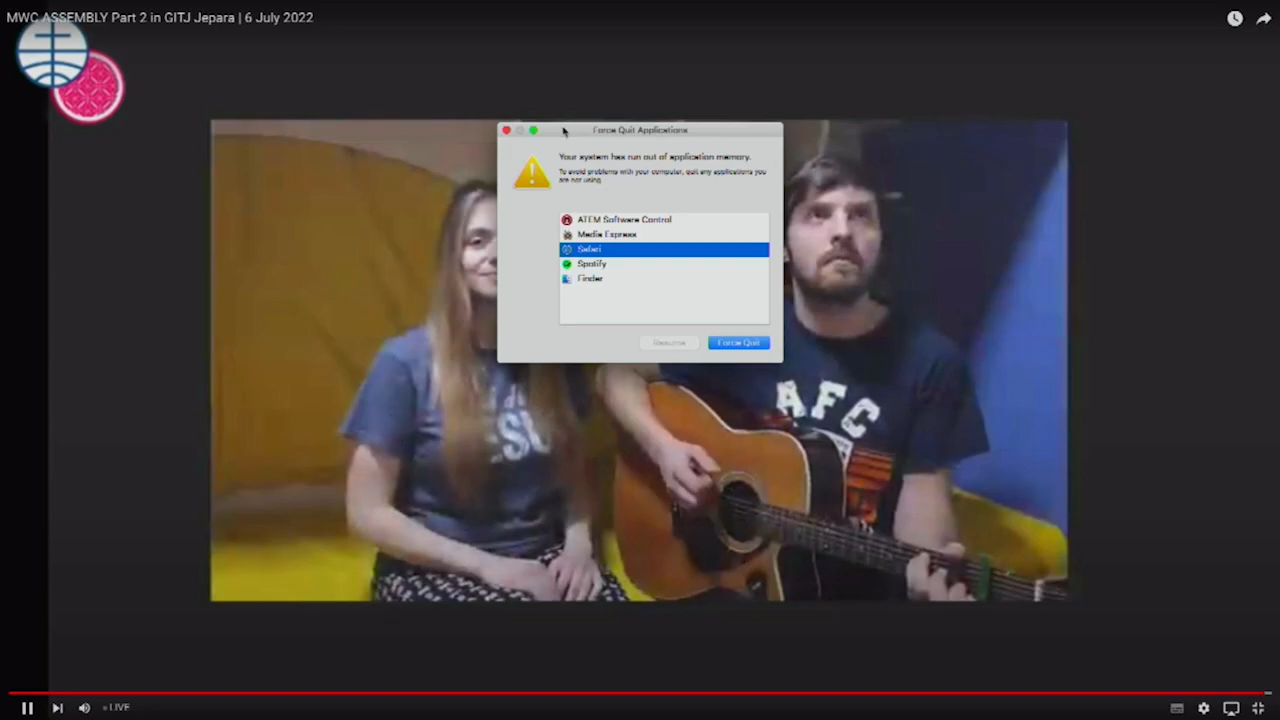 MWC ASSEMBLY Part 2 in GITJ Jepara | 6 July 2022
Force Quit Applications
Your system has run out of application memory.
To avoid problems with your computer, quit any applications you
are not using.
ATEM Software Control
Media Express
Safari
Spotify
Finder
Resume
Force Quit
AFC
ESU
LIVE